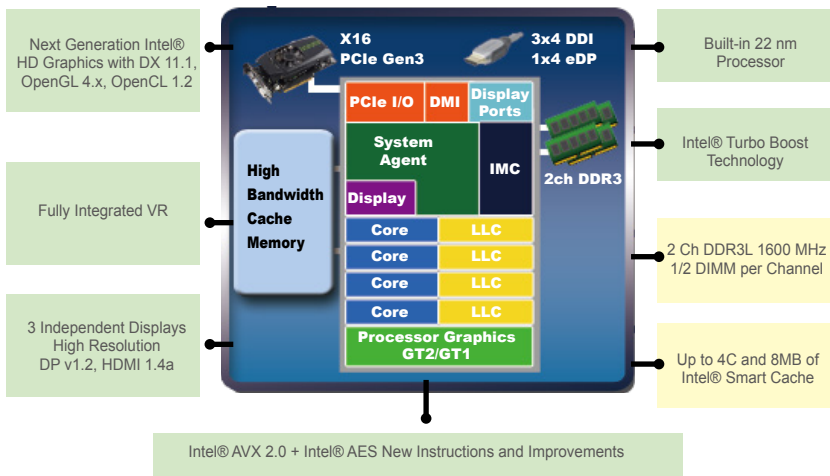 Next Generation Intel®
HD Graphics with DX 11.1,
OpenGL 4.x, OpenCL 1.2
Fully Integrated VR
3 Independent Displays
High Resolution
DP v1.2, HDMI 1.4a
X16
PCIe Gen3
3x4 DDI
1x4 eDP
PCIe I/O
DMI
Display
Ports
System
Agent
IMC
Display
2ch DDR3
High
Bandwidth
Cache
Memory
Core
LLC
Core
LLC
Core
LLC
Core
LLC
Processor Graphics
GT2/GT1
Built-in 22 nm
Processor
Intel® Turbo Boost
Technology
2 Ch DDR3L 1600 MHz
1/2 DIMM per Channel
Up to 4C and 8MB of
Intel® Smart Cache
Intel® AVX 2.0 + Intel® AES New Instructions and Improvements